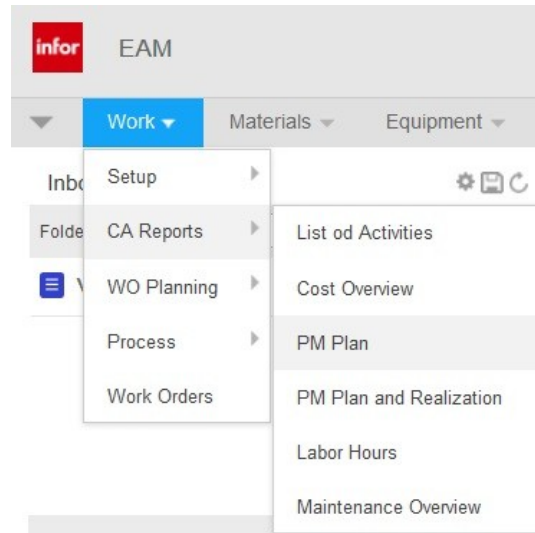 infor EAM
Work Materials Equipment
Setup
CA Reports
WO Planning
Process
Work Orders
List od Activities
Cost Overview
PM Plan
PM Plan and Realization
Labor Hours
Maintenance Overview